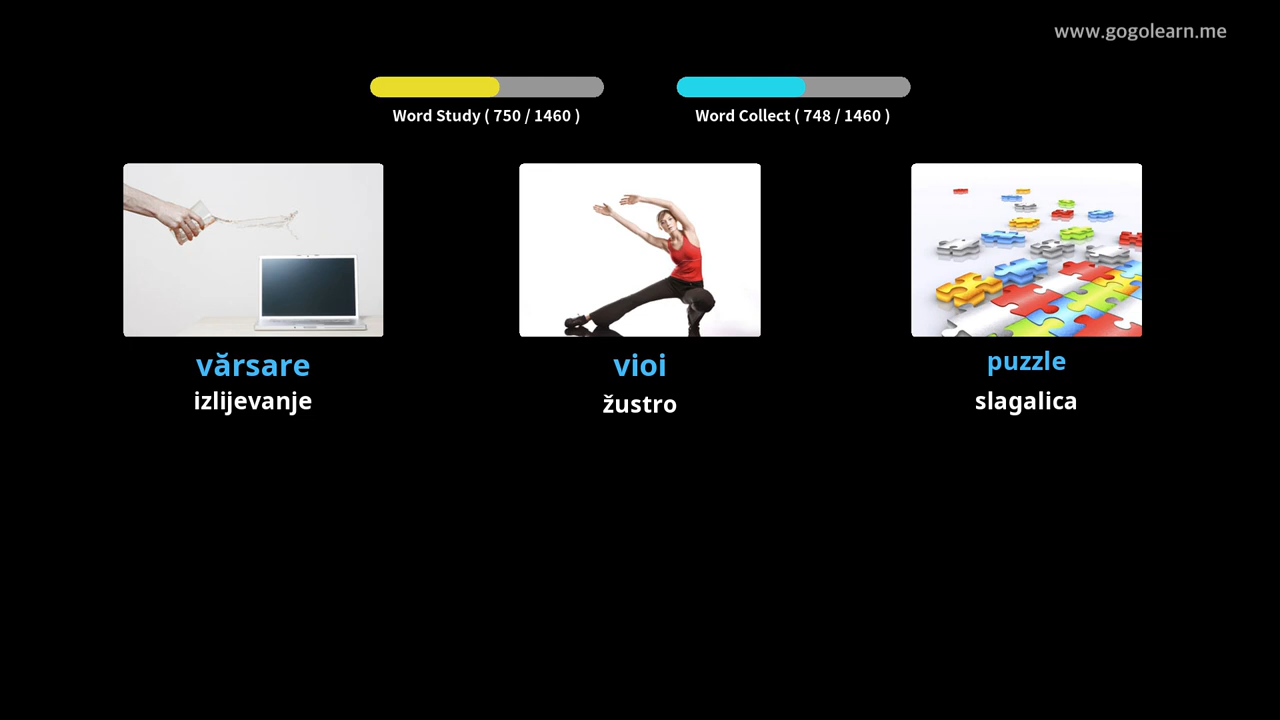 www.gogolearn.me
Word Study ( 750 / 1460 )
Word Collect ( 748 / 1460 )
vărsare
izlijevanje
vioi
žustro
puzzle
slagalica